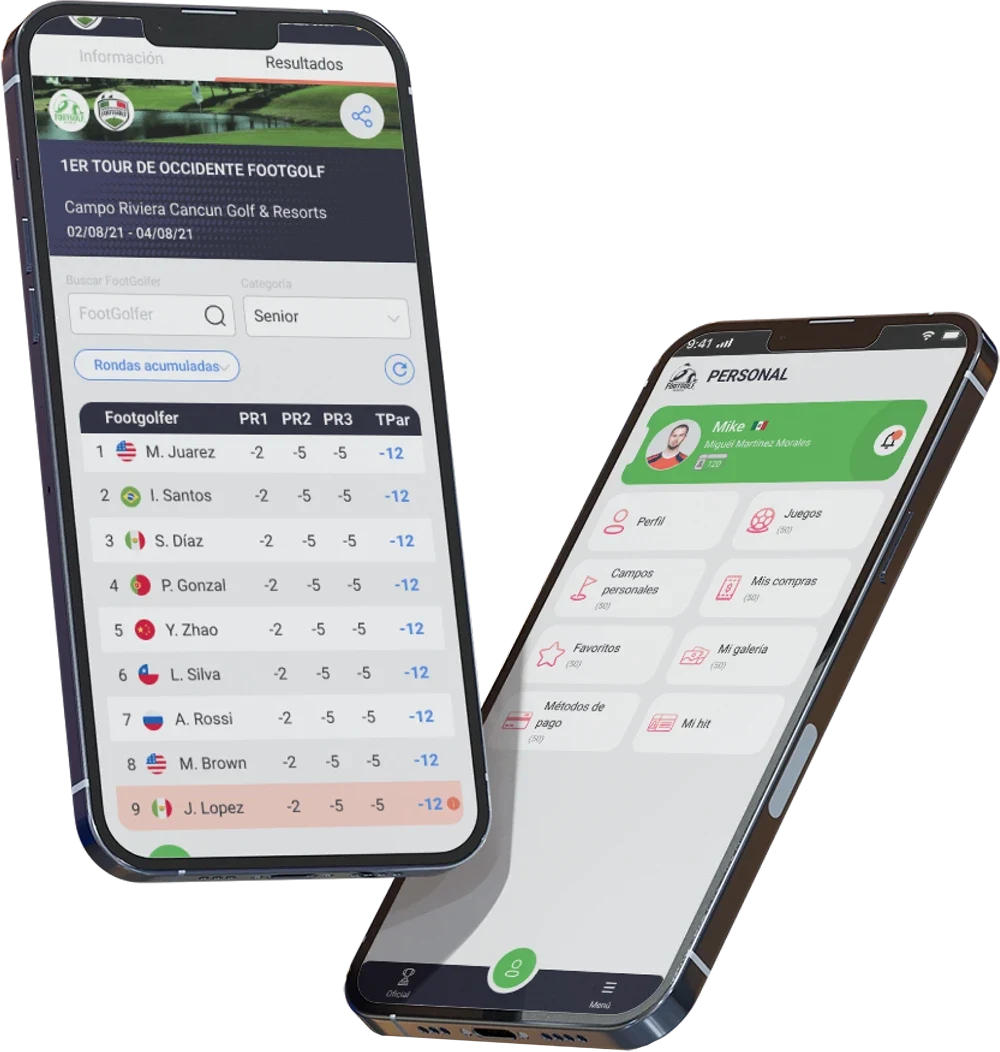 Información
Resultados
FOOTGOLF
FOOTGOLF
1ER TOUR DE OCCIDENTE FOOTGOLF
Campo Riviera Cancun Golf & Resorts
02/08/21 - 04/08/21
Buscar FootGolfer
Categoría
FootGolfer
Senior
Rondas acumuladas
Footgolfer PR1 PR2 PR3 TPar
1 M. Juarez -2 -5 -5 -12
2 I. Santos -2 -5 -5 -12
3 S. Díaz -2 -5 -5 -12
4 P. Gonzal -2 -5 -5 -12
5 Y. Zhao -2 -5 -5 -12
6 L. Silva -2 -5 -5 -12
7 A. Rossi -2 -5 -5 -12
8 M. Brown -2 -5 -5 -12
9 J. Lopez -2 -5 -5 -12
9:41
FOOTGOLF
PERSONAL
Mike
Miguél Martínez Morales
120
Perfil
Juegos
(50)
Campos
personales
(50)
Mis compras
(50)
Favoritos
(50)
Mi galería
(50)
Métodos de
pago
(50)
Mi hit
Oficial
Menú